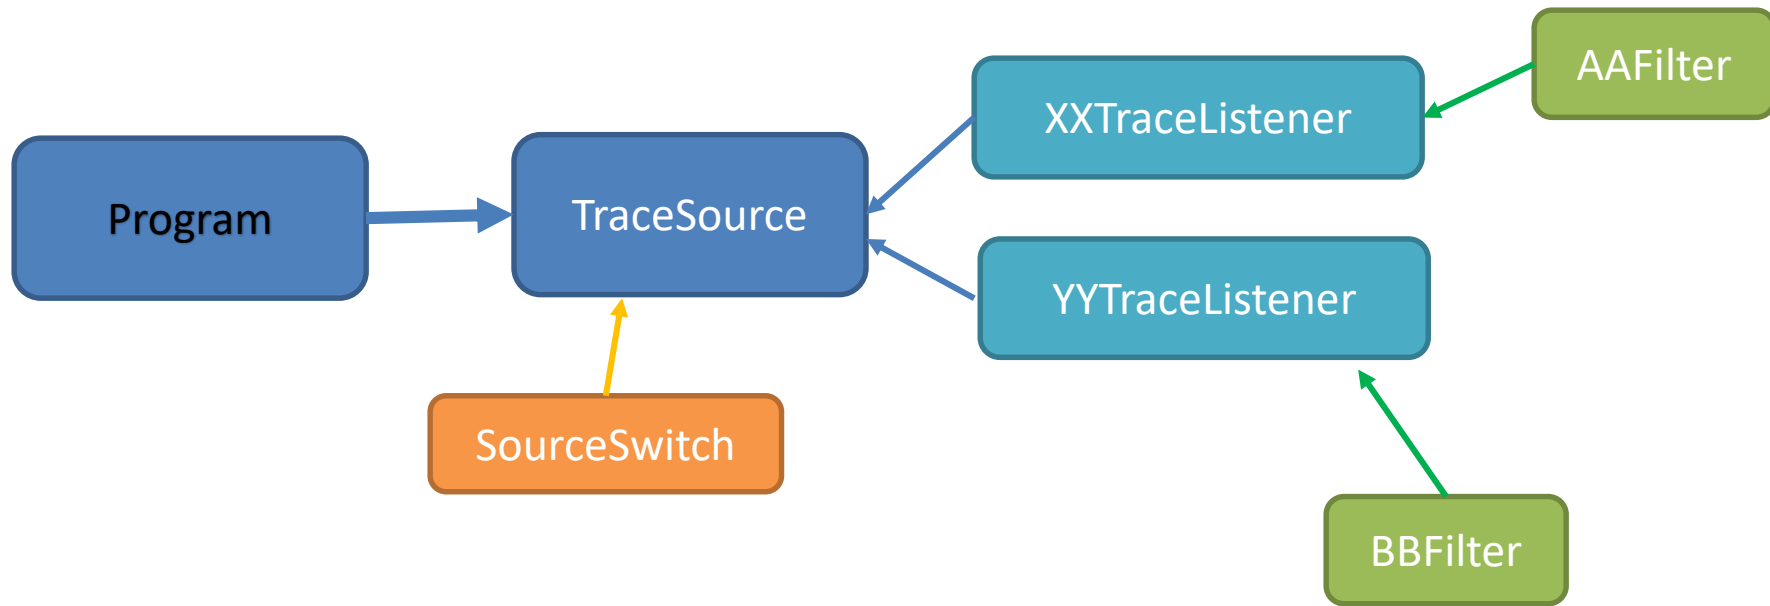 AAFilter
XXTraceListener
Program
TraceSource
YYTraceListener
SourceSwitch
BBFilter